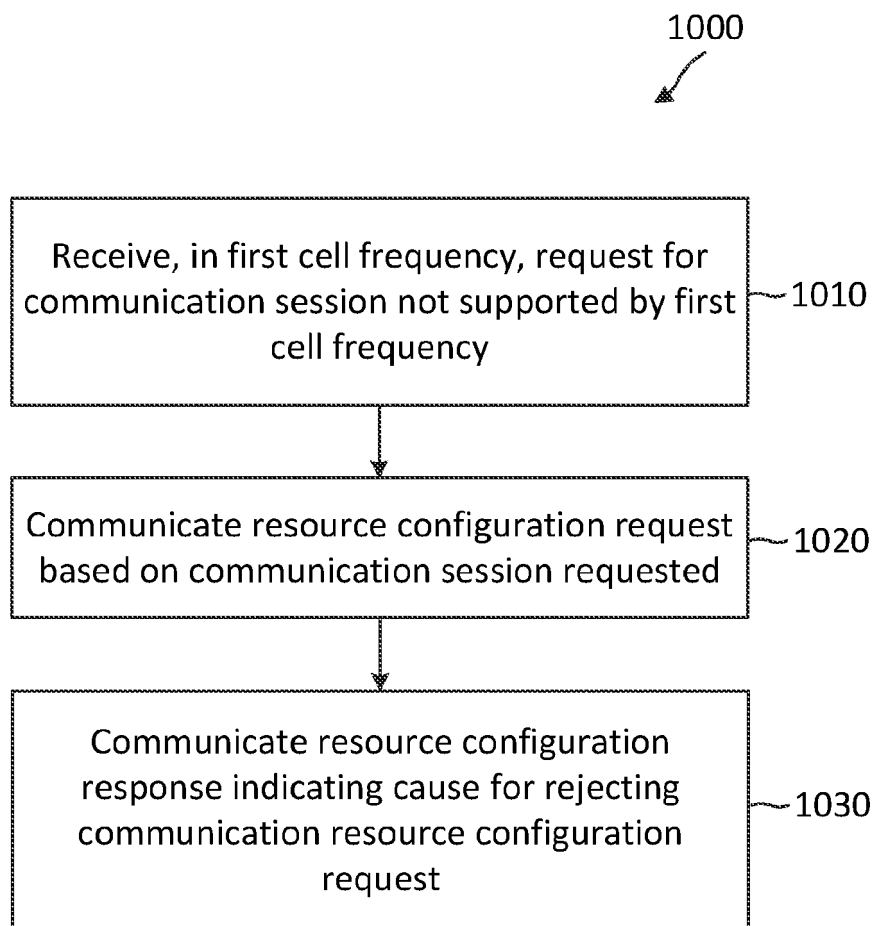 1000
Receive, in first cell frequency, request for
communication session not supported by first
cell frequency
1010
Communicate resource configuration request
based on communication session requested
1020
Communicate resource configuration
response indicating cause for rejecting
communication resource configuration
request
1030